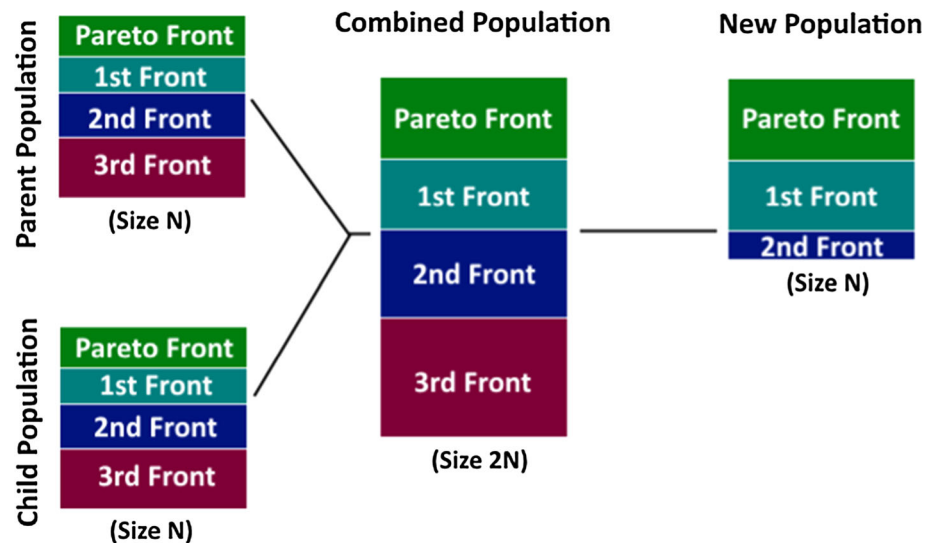 Parent Population
Pareto Front
1st Front
2nd Front
3rd Front
(Size N)
Child Population
Pareto Front
1st Front
2nd Front
3rd Front
(Size N)
Combined Population
Pareto Front
1st Front
2nd Front
3rd Front
(Size 2N)
New Population
Pareto Front
1st Front
2nd Front
(Size N)